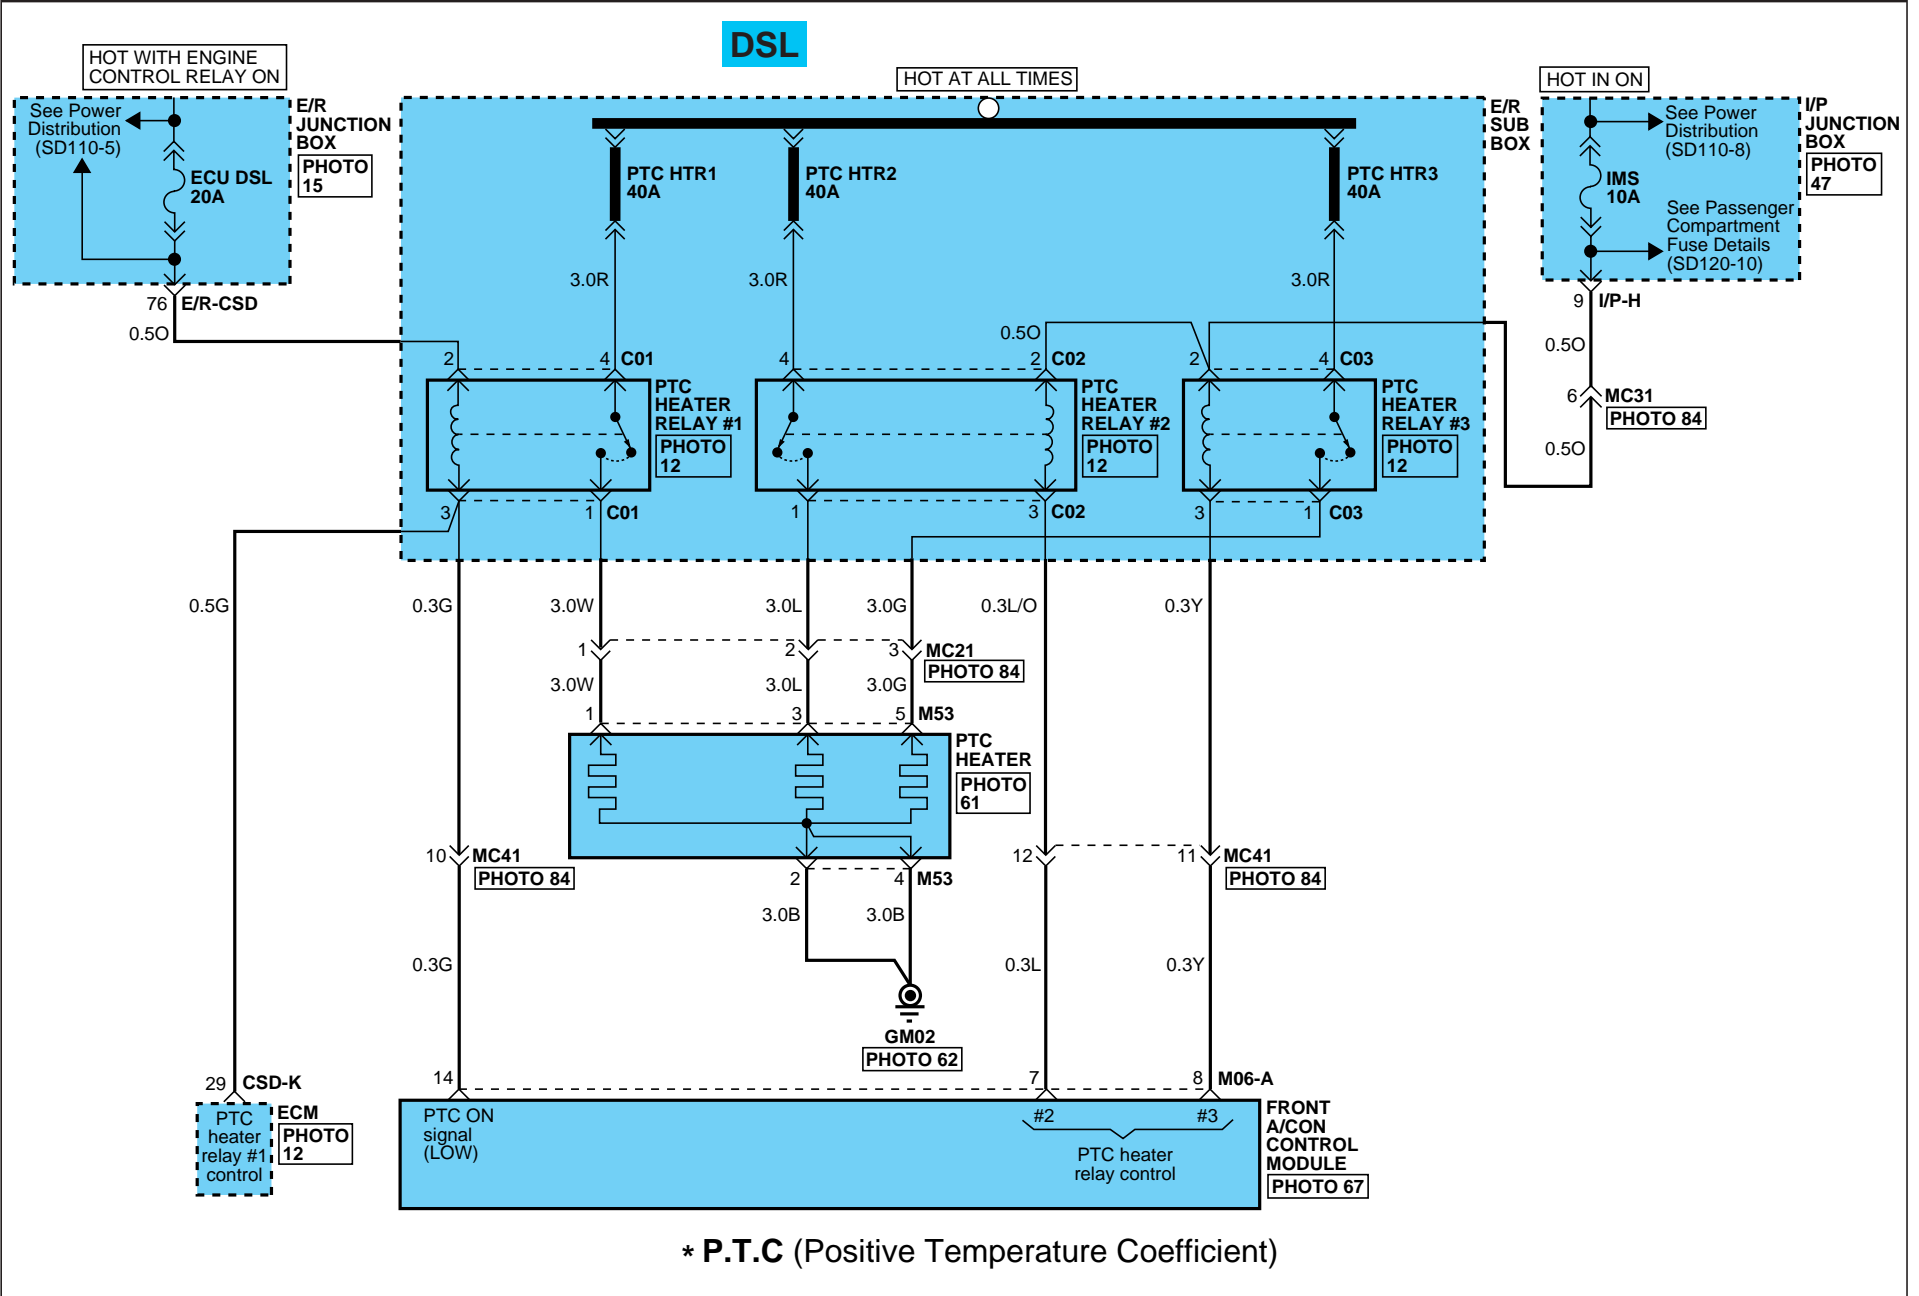 DSL
HOT WITH ENGINE
CONTROL RELAY ON
HOT AT ALL TIMES
HOT IN ON
See Power
Distribution
(SD110-5)
ECU DSL
20A
E/R
JUNCTION
BOX
PHOTO
15
PTC HTR1
40A
PTC HTR2
40A
PTC HTR3
40A
E/R
SUB
BOX
See Power
Distribution
(SD110-8)
IMS
10A
See Passenger
Compartment
Fuse Details
(SD120-10)
I/P
JUNCTION
BOX
PHOTO
47
76 E/R-CSD
0.5O
3.0R
3.0R
3.0R
9 I/P-H
0.5O
6 MC31
PHOTO 84
0.5O
0.5O
2
4 C01
4
2 C02
2
4 C03
PTC
HEATER
RELAY #1
PHOTO
12
PTC
HEATER
RELAY #2
PHOTO
12
PTC
HEATER
RELAY #3
PHOTO
12
3
1 C01
1
3 C02
3
1 C03
0.5G
0.3G
3.0W
3.0L
3.0G
0.3L/O
0.3Y
1
2
3 MC21
PHOTO 84
3.0W
3.0L
3.0G
1
3
5 M53
PTC
HEATER
PHOTO
61
10 MC41
PHOTO 84
12
11 MC41
PHOTO 84
2
4 M53
3.0B
3.0B
0.3G
0.3L
0.3Y
GM02
PHOTO 62
29 CSD-K
14
7
8 M06-A
PTC
heater
relay #1
control
ECM
PHOTO
12
PTC ON
signal
(LOW)
#2
#3
PTC heater
relay control
FRONT
A/CON
CONTROL
MODULE
PHOTO 67
* P.T.C (Positive Temperature Coefficient)